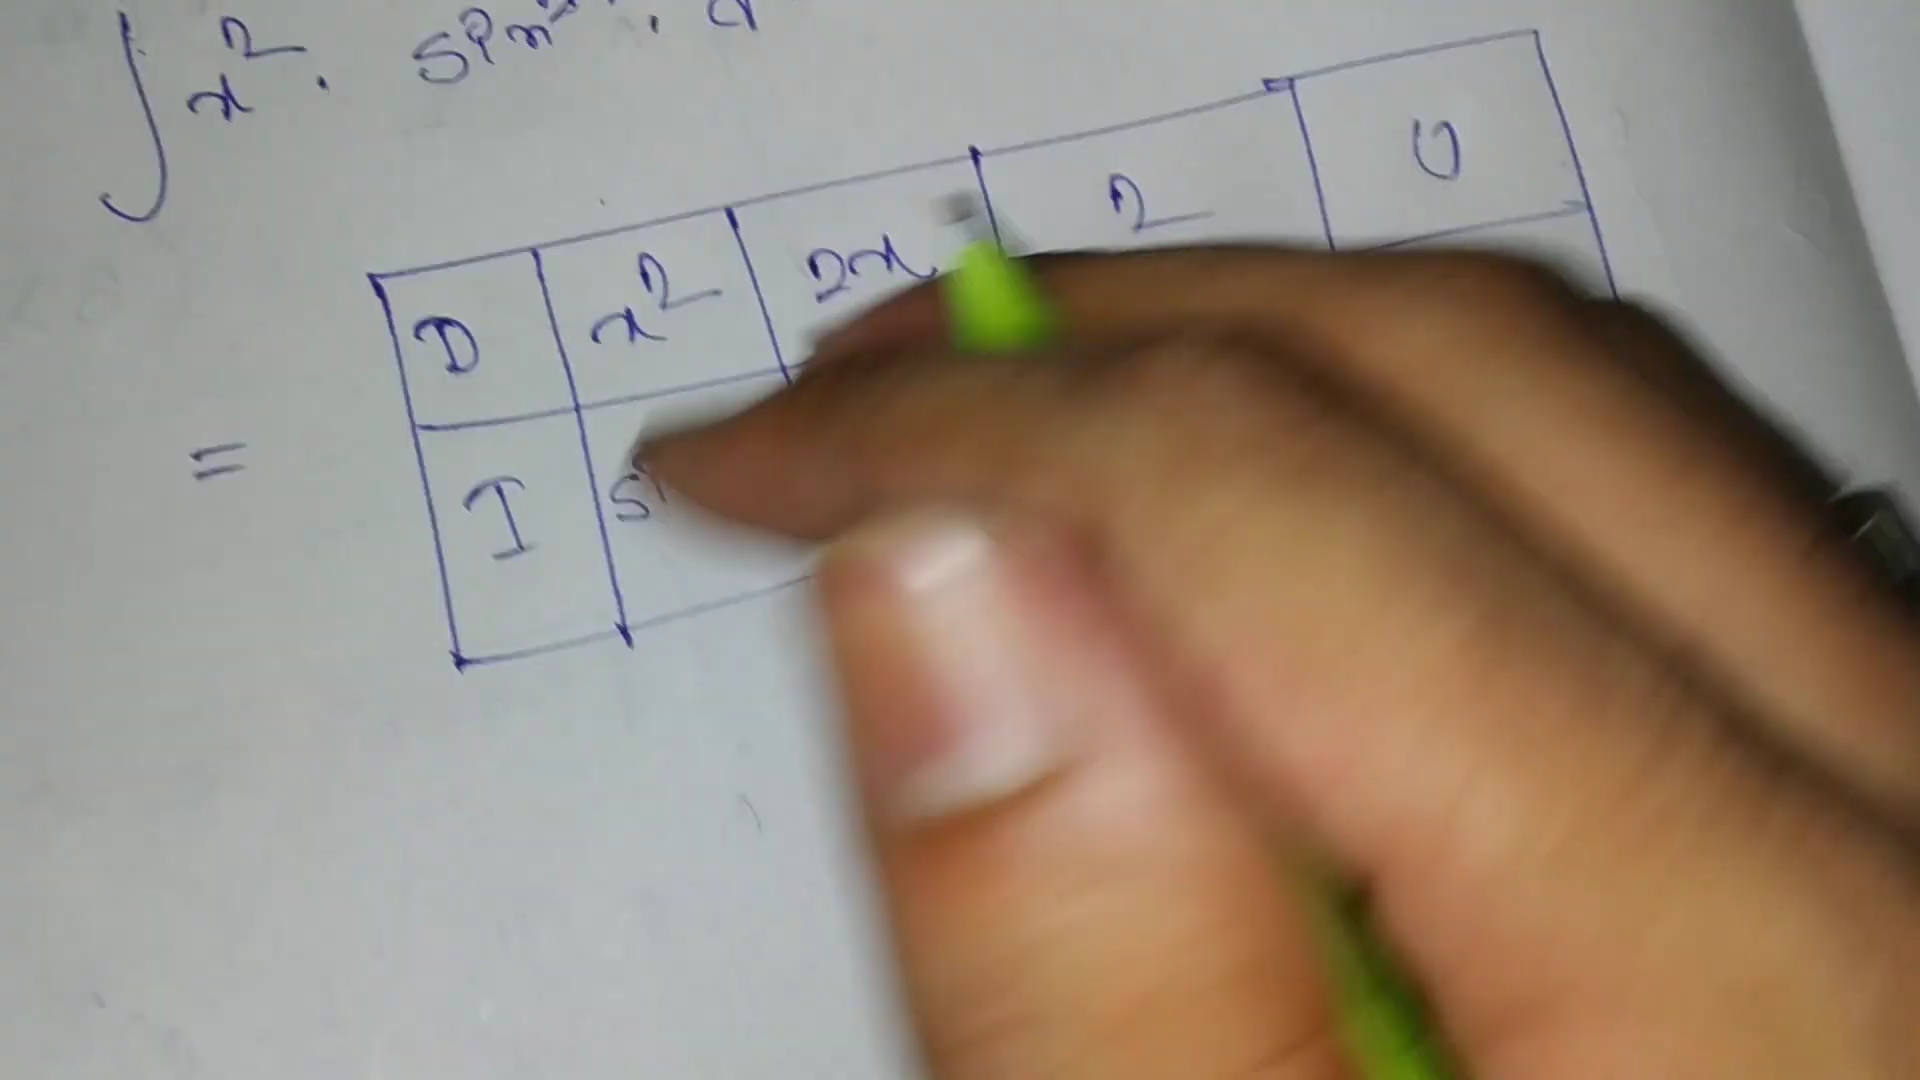 ∫ x². sin
D x² 2x 2 0
=
I